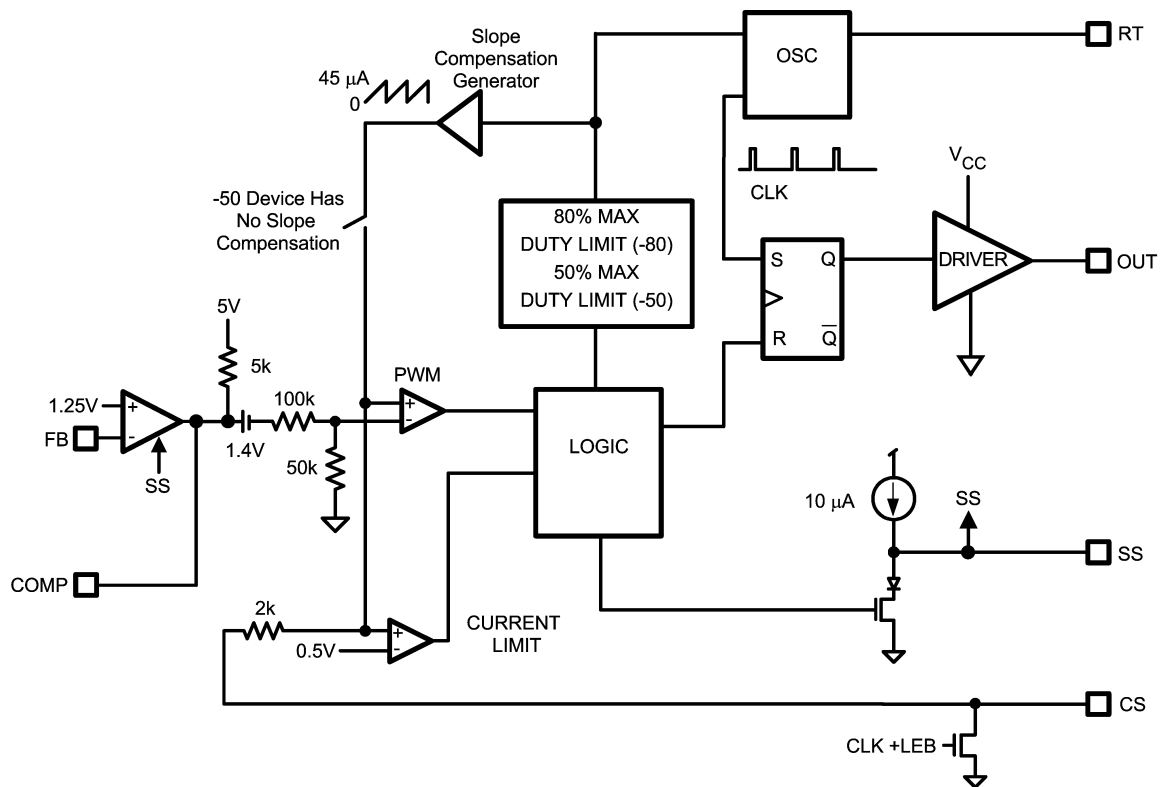 Slope
Compensation
Generator
45 μA
0
OSC
RT
CLK
VCC
-50 Device Has
No Slope
Compensation
80% MAX
DUTY LIMIT (-80)
50% MAX
DUTY LIMIT (-50)
S
Q
R
Q̅
DRIVER
OUT
5V
5k
1.25V
+
-
FB
SS
1.4V
100k
50k
PWM
+
-
LOGIC
10 μA
SS
SS
COMP
2k
+
-
0.5V
CURRENT
LIMIT
CS
CLK +LEB